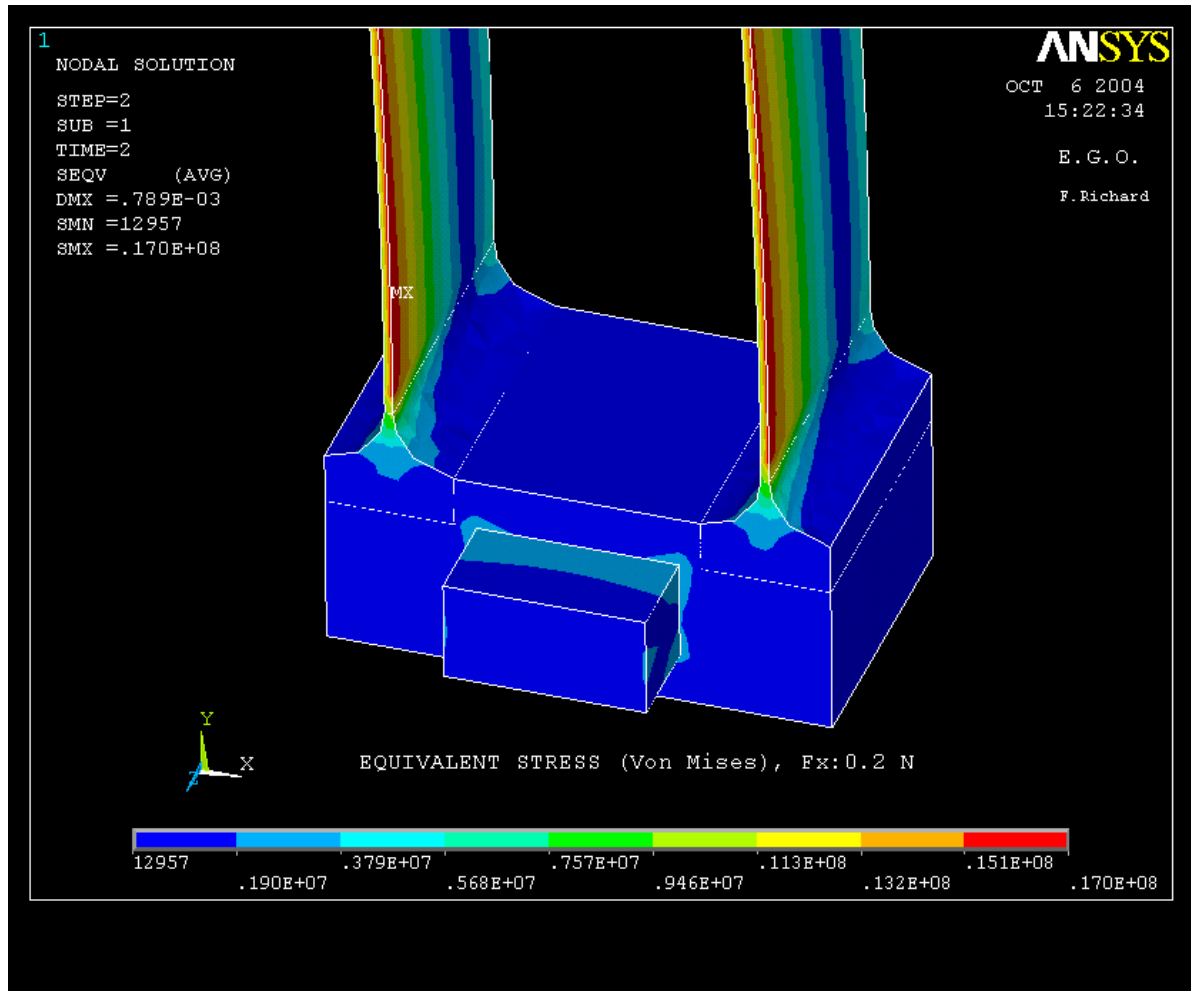 1
ANSYS
NODAL SOLUTION
STEP=2
SUB =1
TIME=2
SEQV (AVG)
DMX =.789E-03
SMN =12957
SMX =.170E+08
OCT 6 2004
15:22:34
E.G.O.
F.Richard
MX
Y
X
Z
EQUIVALENT STRESS (Von Mises), Fx:0.2 N
12957 .379E+07 .757E+07 .113E+08 .151E+08
.190E+07 .568E+07 .946E+07 .132E+08 .170E+08